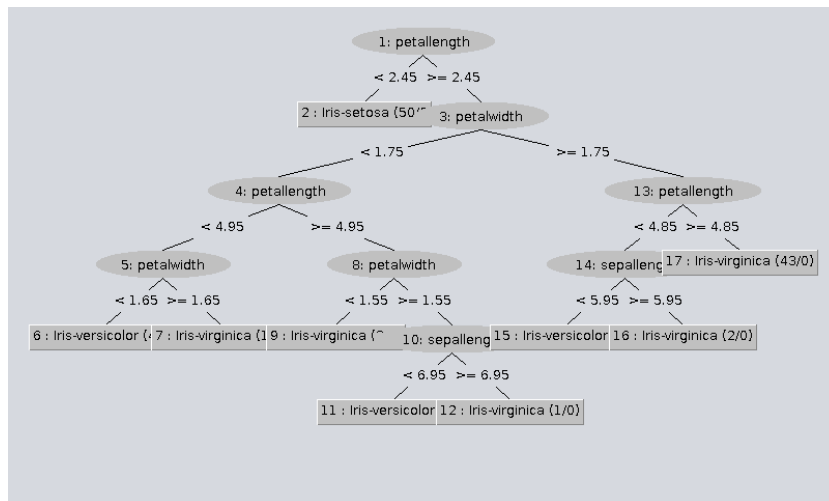 1: petallength
< 2.45 >= 2.45
2 : Iris-setosa
3: petalwidth
< 1.75 >= 1.75
4: petallength 13: petallength
< 4.95 >= 4.95 < 4.85 >= 4.85
5: petalwidth 8: petalwidth 14: sepalleng 17 : Iris-virginica (43/0)
< 1.65 >= 1.65 < 1.55 >= 1.55 < 5.95 >= 5.95
6 : Iris-versicolor 7 : Iris-virginica 9 : Iris-virginica 10: sepalleng 15 : Iris-versicolor 16 : Iris-virginica (2/0)
< 6.95 >= 6.95
11 : Iris-versicolor 12 : Iris-virginica (1/0)